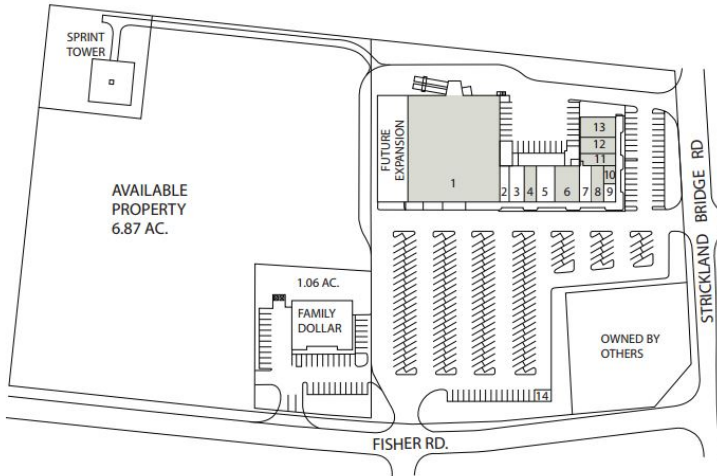 SPRINT
TOWER
AVAILABLE
PROPERTY
6.87 AC.
FUTURE
EXPANSION
1
2
3
4
5
6
7
8
9
10
11
12
13
STRICKLAND BRIDGE RD
1.06 AC.
FAMILY
DOLLAR
OWNED BY
OTHERS
14
FISHER RD.